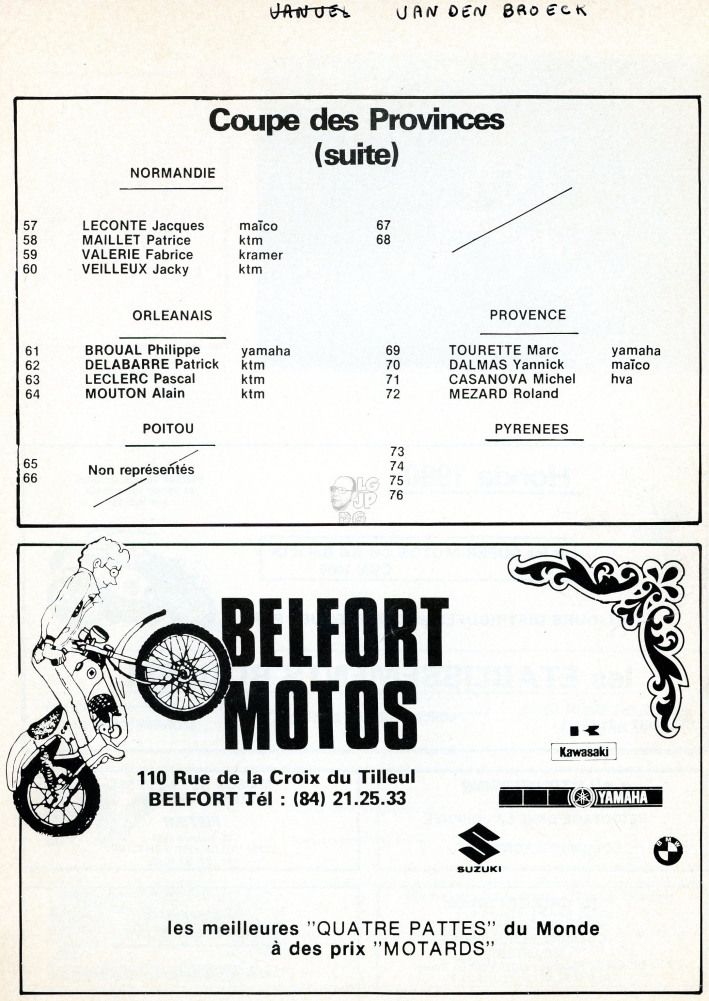 VANUEL VAN DEN BROECK
Coupe des Provinces
(suite)
NORMANDIE
57 LECONTE Jacques maïco
58 MAILLET Patrice ktm
59 VALERIE Fabrice kramer
60 VEILLEUX Jacky ktm
67
68
ORLEANAIS
61 BROUAL Philippe yamaha
62 DELABARRE Patrick ktm
63 LECLERC Pascal ktm
64 MOUTON Alain ktm
PROVENCE
69 TOURETTE Marc yamaha
70 DALMAS Yannick maïco
71 CASANOVA Michel hva
72 MEZARD Roland
POITOU
65
66
Non représéntés
PYRENEES
73
74
75
76
LG
JP
DG
BELFORT
MOTOS
110 Rue de la Croix du Tilleul
BELFORT Tél : (84) 21.25.33
Kawasaki
YAMAHA
SUZUKI
BMW
les meilleures "QUATRE PATTES" du Monde
à des prix "MOTARDS"